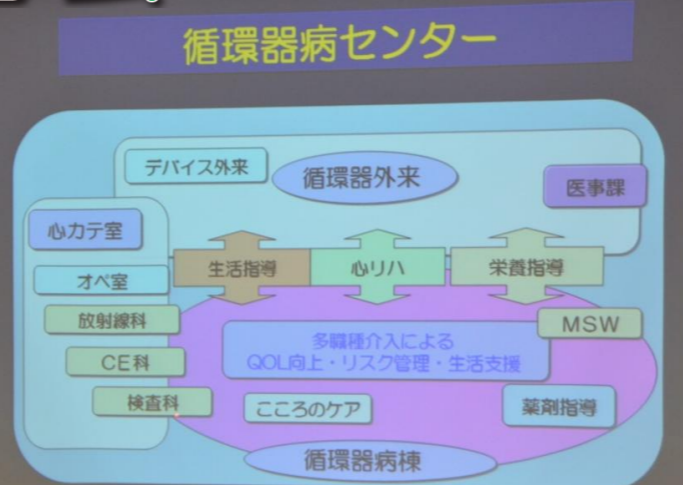 循環器病センター
デバイス外来
循環器外来
医事課
心カテ室
オペ室
放射線科
CE科
検査科
生活指導
心リハ
栄養指導
MSW
多職種介入による
QOL向上・リスク管理・生活支援
こころのケア
薬剤指導
循環器病棟